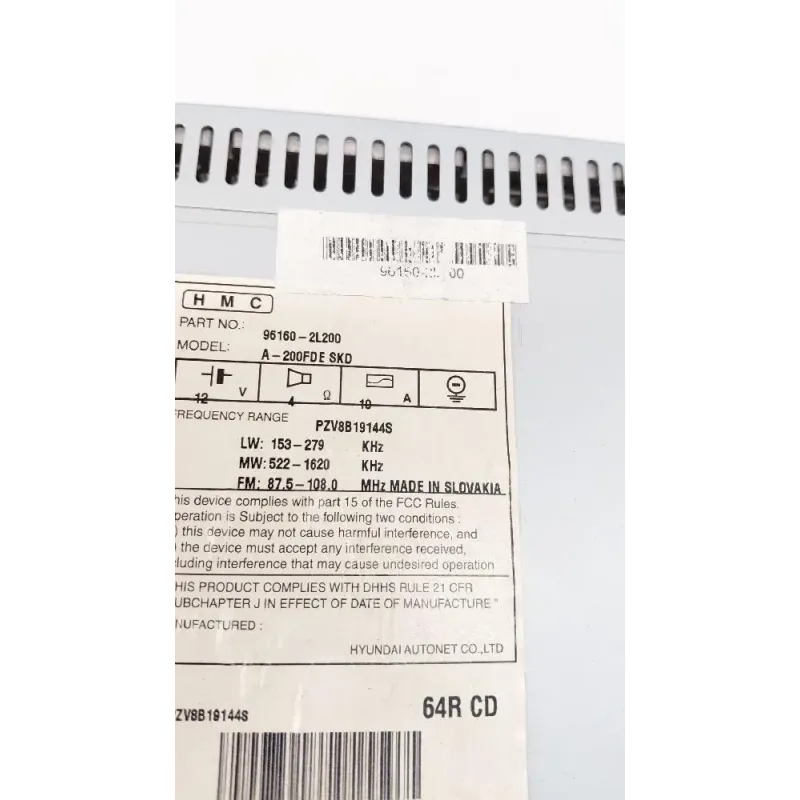 HMC
PART NO.: 96160-2L200
MODEL: A-200FDE SKD
12 V 4 Ω 10 A
FREQUENCY RANGE
PZV8B19144S
LW: 153-279 KHz
MW: 522-1620 KHz
FM: 87.5-108.0 MHz MADE IN SLOVAKIA
his device complies with part 15 of the FCC Rules.
peration is Subject to the following two conditions :
) this device may not cause harmful interference, and
) the device must accept any interference received,
cluding interference that may cause undesired operation
HIS PRODUCT COMPLIES WITH DHHS RULE 21 CFR
UBCHAPTER J IN EFFECT OF DATE OF MANUFACTURE "
NUFACTURED :
HYUNDAI AUTONET CO.,LTD
ZV8B19144S
64R CD